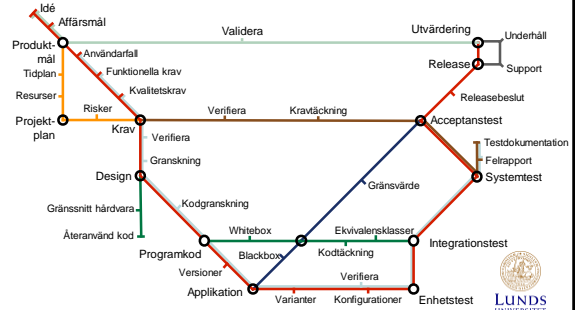 Idé
Affärsmål
Validera
Utvärdering
Underhåll
Produkt-
mål
Användarfall
Release
Support
Tidplan
Funktionella krav
Resurser
Kvalitetskrav
Releasebeslut
Risker
Verifiera
Kravtäckning
Projekt-
plan
Krav
Acceptanstest
Verifiera
Testdokumentation
Granskning
Felrapport
Design
Systemtest
Gränsvärde
Gränssnitt hårdvara
Kodgranskning
Återanvänd kod
Whitebox
Ekvivalensklasser
Programkod
Blackbox
Kodtäckning
Integrationstest
Versioner
Verifiera
Applikation
Varianter
Konfigurationer
Enhetstest
LUNDS
UNIVERSITET